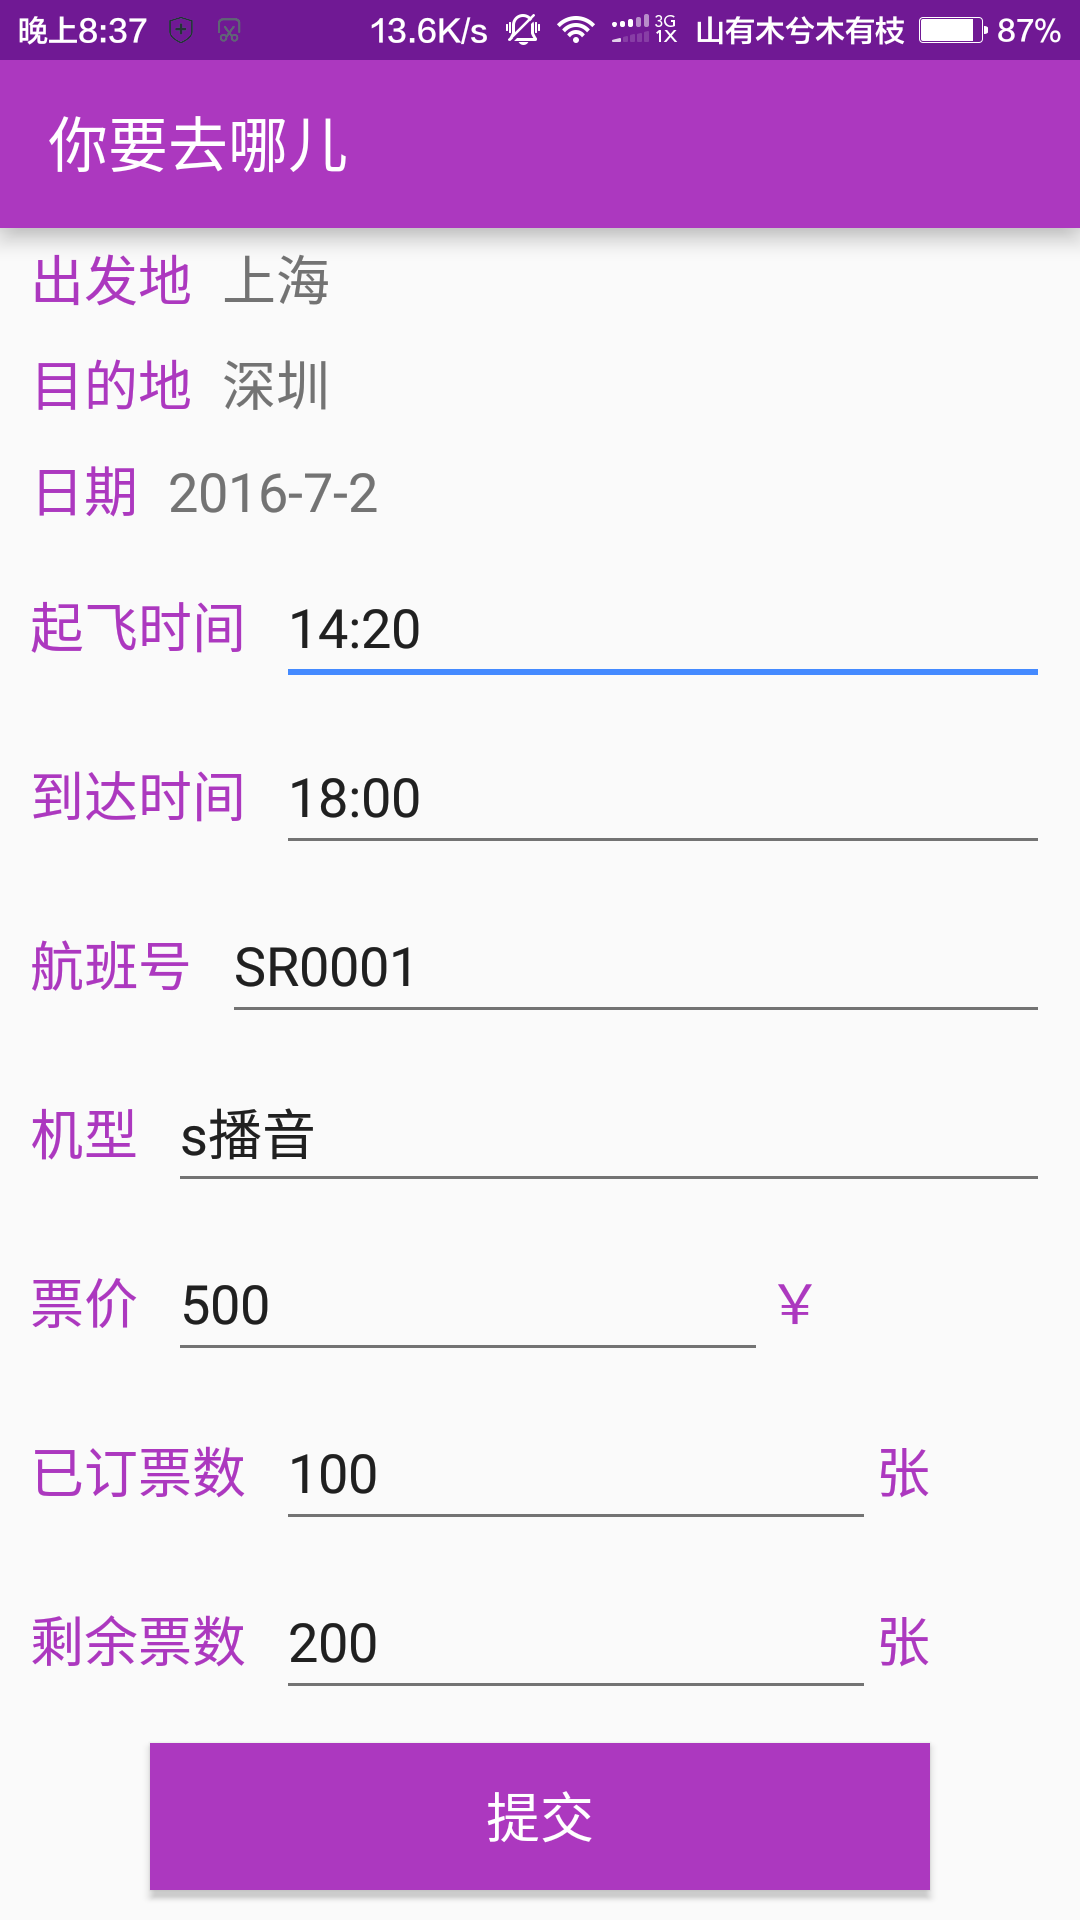 晚上8:37 13.6K/s 3G 1X 山有木兮木有枝 87%
你要去哪儿
出发地 上海
目的地 深圳
日期 2016-7-2
起飞时间 14:20
到达时间 18:00
航班号 SR0001
机型 s播音
票价 500 ¥
已订票数 100 张
剩余票数 200 张
提交